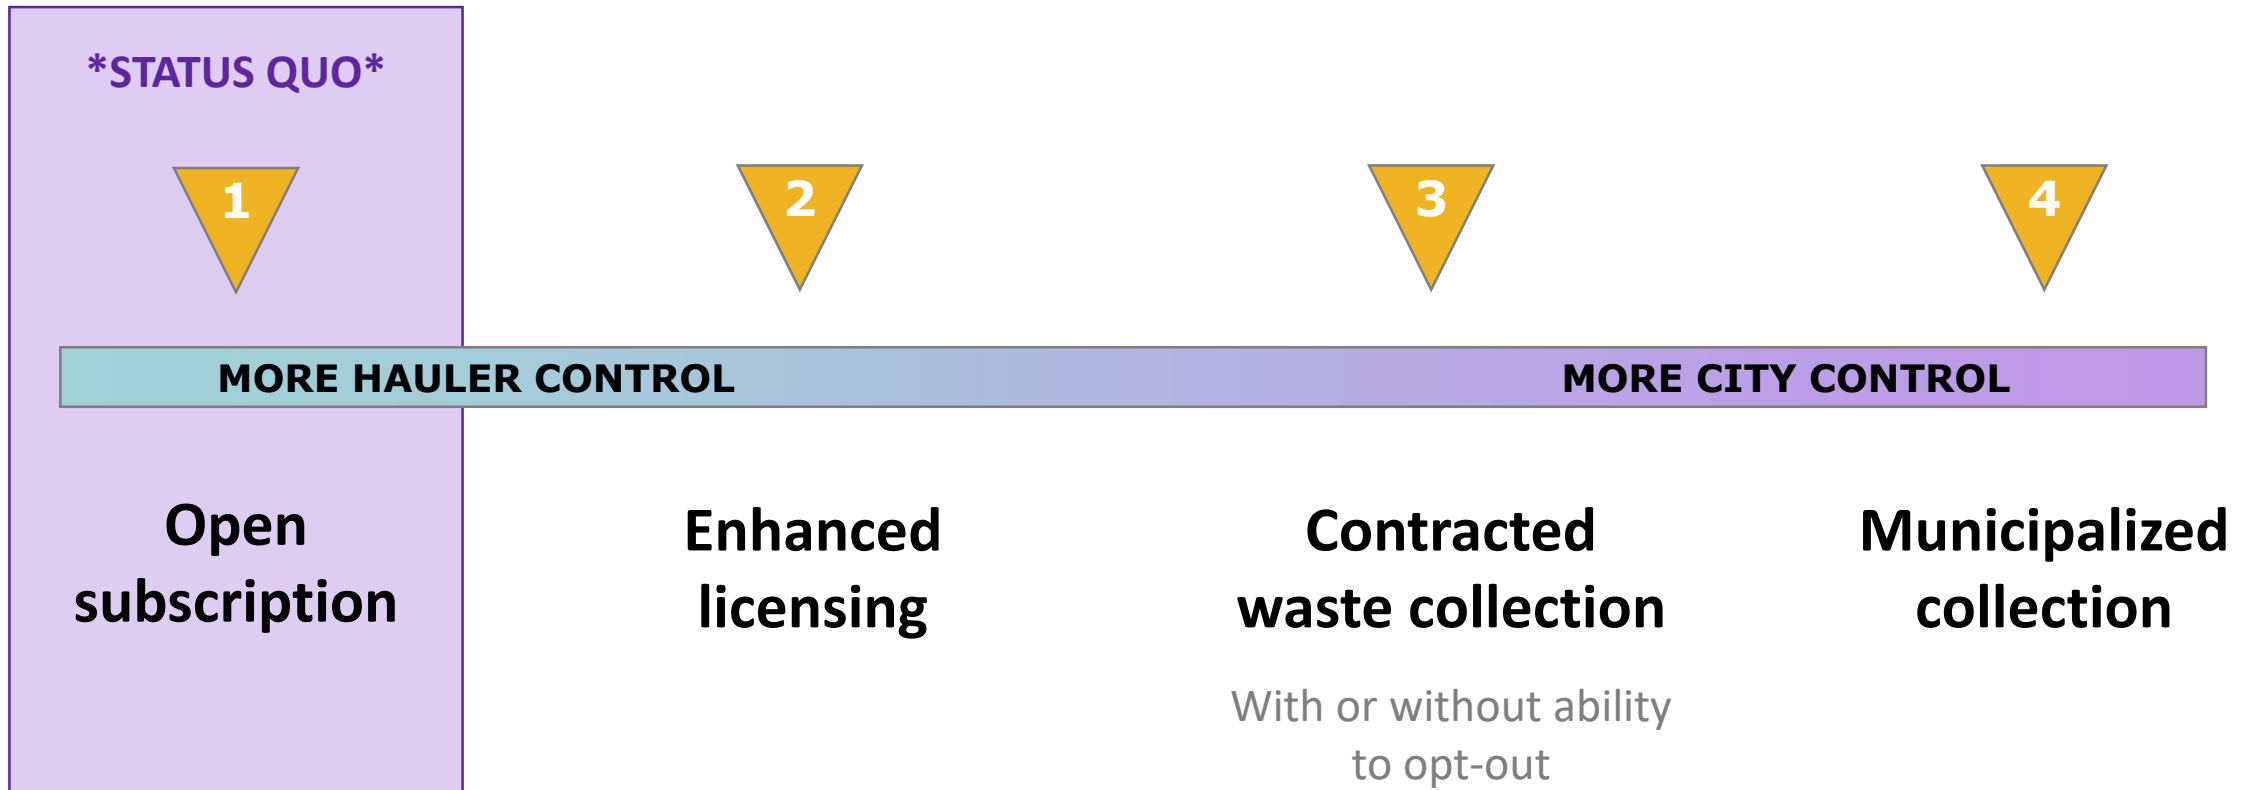 *STATUS QUO*
1
2
3
4
MORE HAULER CONTROL
MORE CITY CONTROL
Open
subscription
Enhanced
licensing
Contracted
waste collection
With or without ability
to opt-out
Municipalized
collection